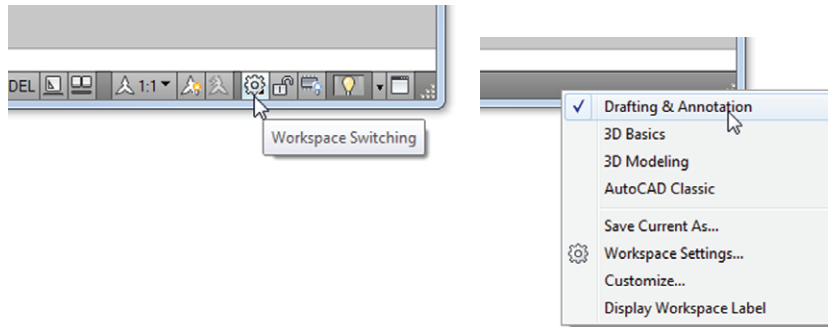 DEL 1:1
Workspace Switching
Drafting & Annotation
3D Basics
3D Modeling
AutoCAD Classic
Save Current As...
Workspace Settings...
Customize...
Display Workspace Label